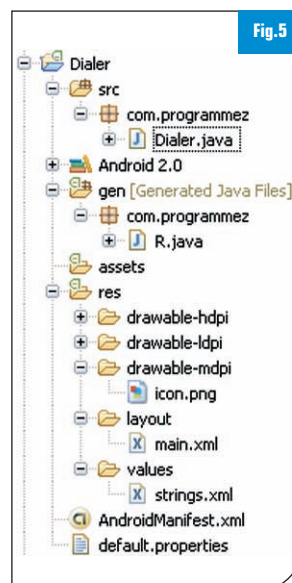 Fig.5
Dialer
src
com.programmez
Dialer.java
Android 2.0
gen [Generated Java Files]
com.programmez
R.java
assets
res
drawable-hdpi
drawable-ldpi
drawable-mdpi
icon.png
layout
main.xml
values
strings.xml
AndroidManifest.xml
default.properties